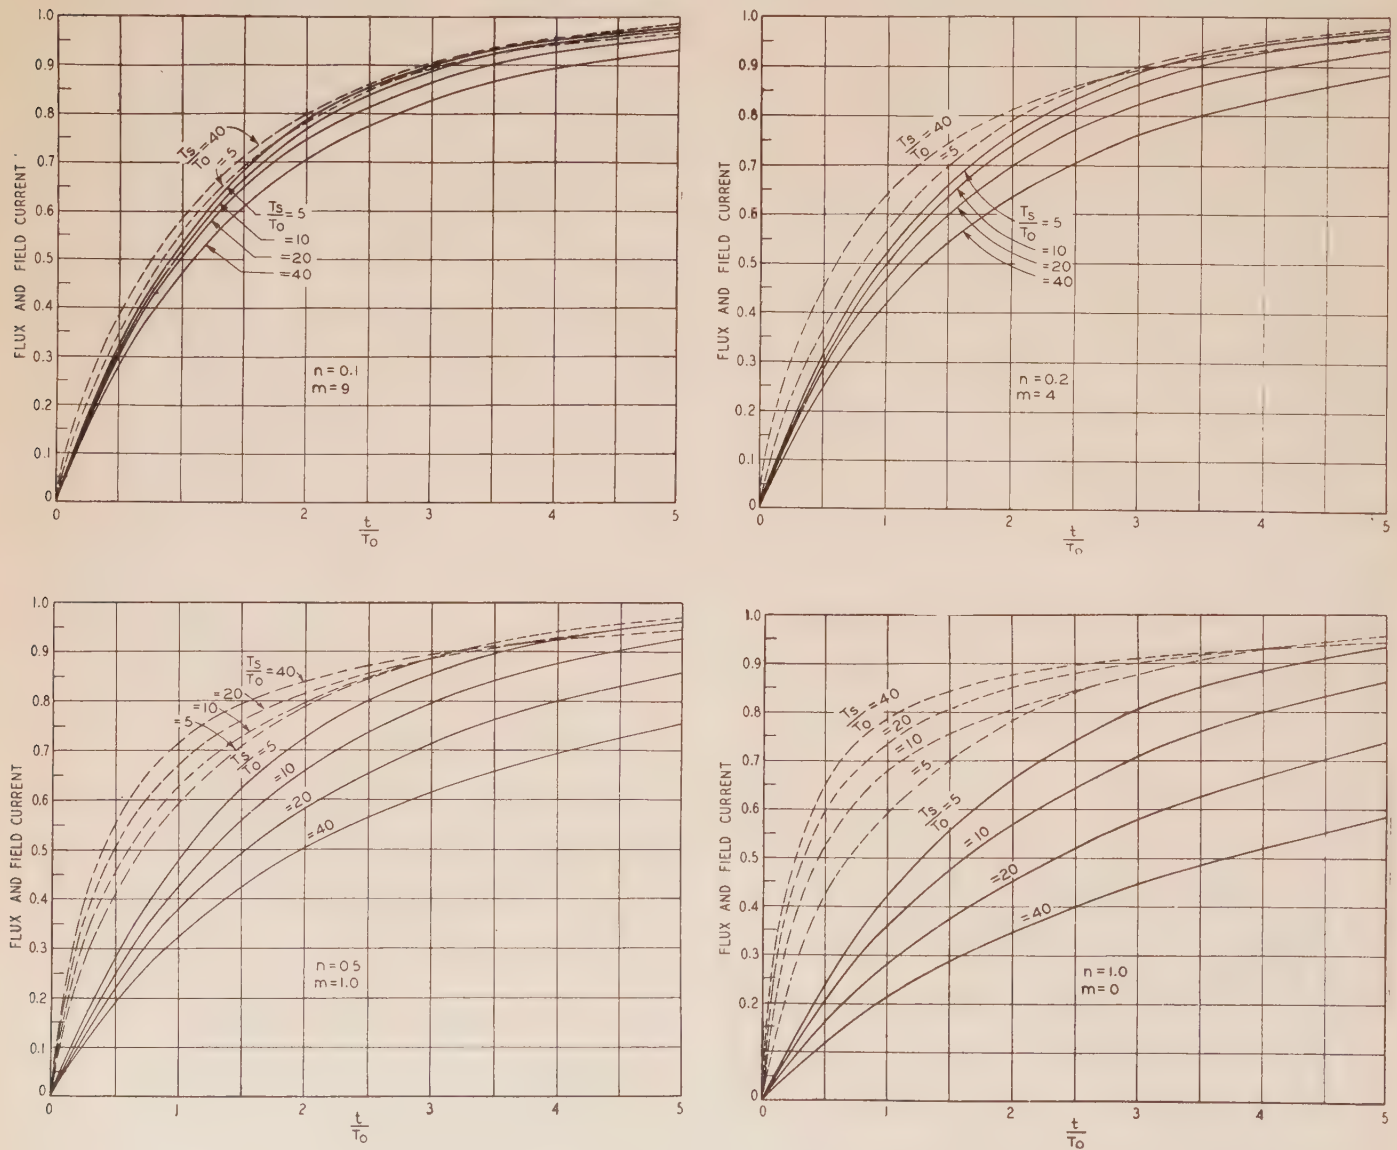 FLUX AND FIELD CURRENT
1.0
0.9
0.8
0.7
0.6
0.5
0.4
0.3
0.2
0.1
0
Ts/To = 40
= 5
Ts/To = 5
=10
=20
=40
n = 0.1
m = 9
0 1 2 3 4 5
t/To
FLUX AND FIELD CURRENT
1.0
0.9
0.8
0.7
0.6
0.5
0.4
0.3
0.2
0.1
0
Ts/To = 40
= 5
Ts/To = 5
= 10
= 20
= 40
n = 0.2
m = 4
0 1 2 3 4 5
t/To
FLUX AND FIELD CURRENT
1.0
0.9
0.8
0.7
0.6
0.5
0.4
0.3
0.2
0.1
0
Ts/To = 40
= 20
= 10
= 5
Ts/To = 5
= 10
= 20
= 40
n = 0.5
m = 1.0
0 1 2 3 4 5
t/To
FLUX AND FIELD CURRENT
1.0
0.9
0.8
0.7
0.6
0.5
0.4
0.3
0.2
0
Ts/To = 40
= 20
= 10
= 5
Ts/To = 5
= 10
= 20
= 40
n = 1.0
m = 0
0 1 2 3 4 5
t/To